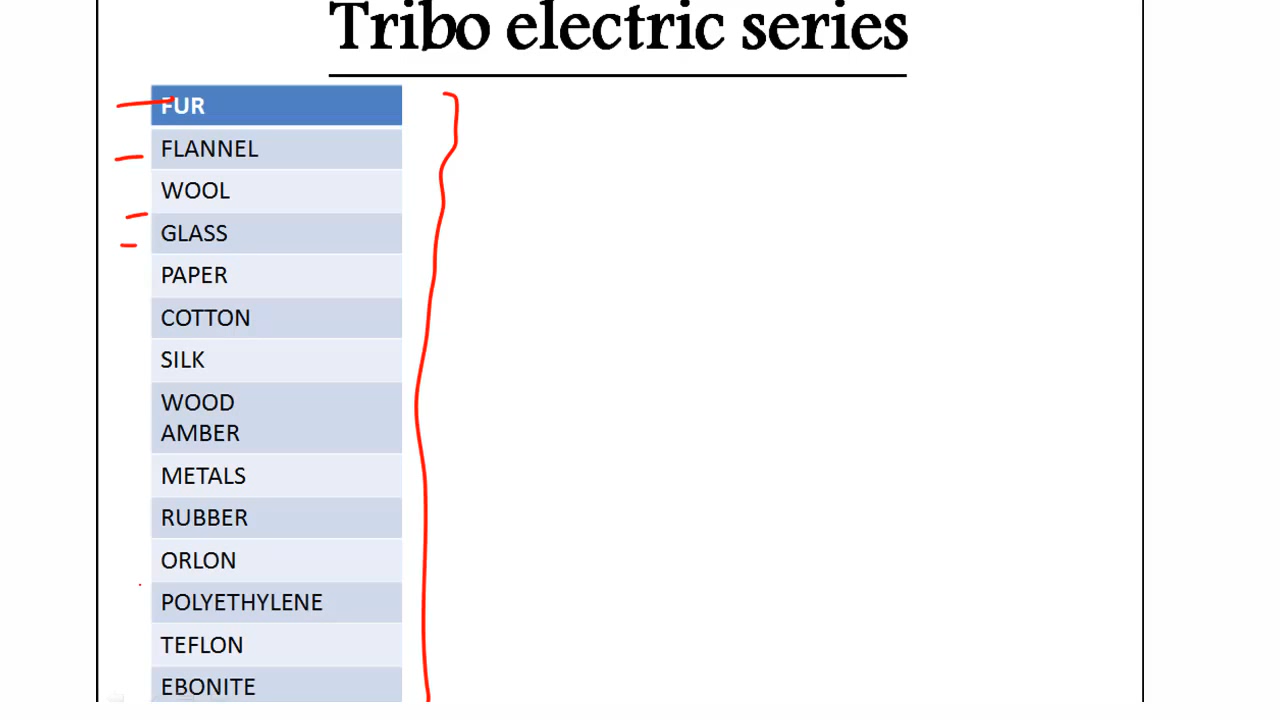 Tribo electric series
FUR
FLANNEL
WOOL
GLASS
PAPER
COTTON
SILK
WOOD
AMBER
METALS
RUBBER
ORLON
POLYETHYLENE
TEFLON
EBONITE